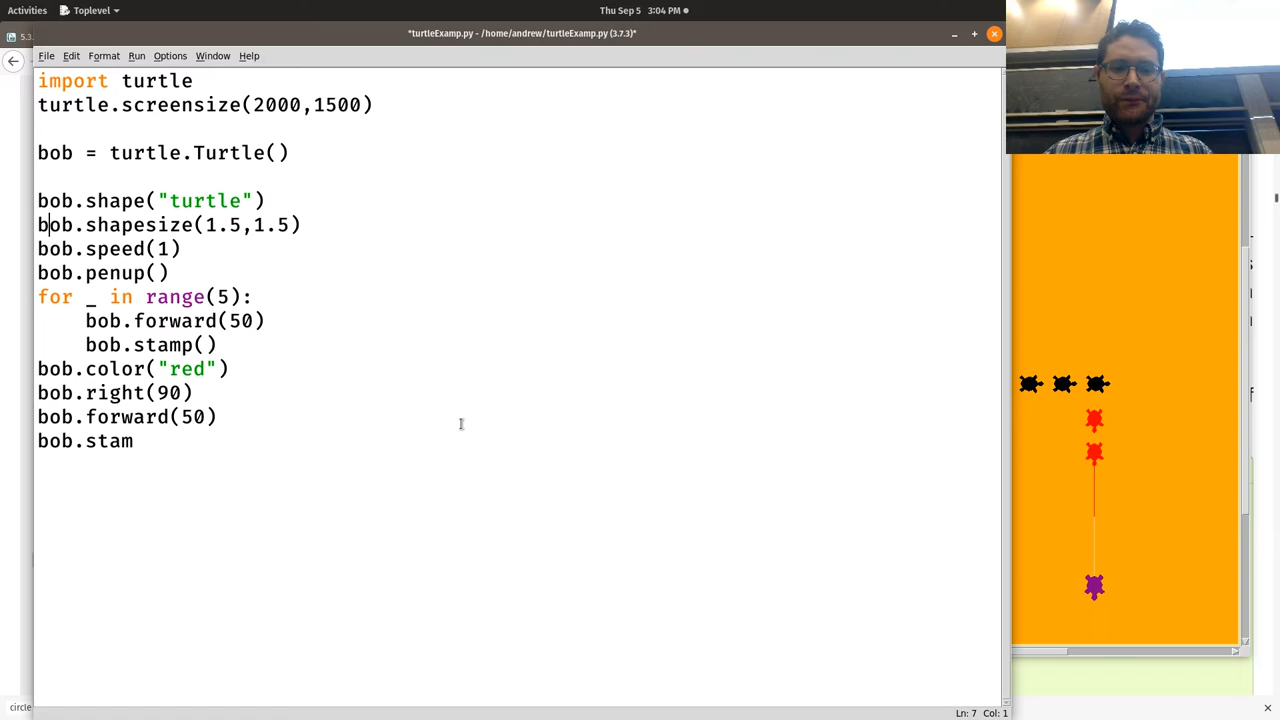 Activities Toplevel Thu Sep 5 3:04 PM
5.3
*turtleExamp.py - /home/andrew/turtleExamp.py (3.7.3)*
File Edit Format Run Options Window Help
import turtle
turtle.screensize(2000,1500)
bob = turtle.Turtle()
bob.shape("turtle")
bob.shapesize(1.5,1.5)
bob.speed(1)
bob.penup()
for _ in range(5):
    bob.forward(50)
    bob.stamp()
bob.color("red")
bob.right(90)
bob.forward(50)
bob.stam
circle
Ln: 7 Col: 1